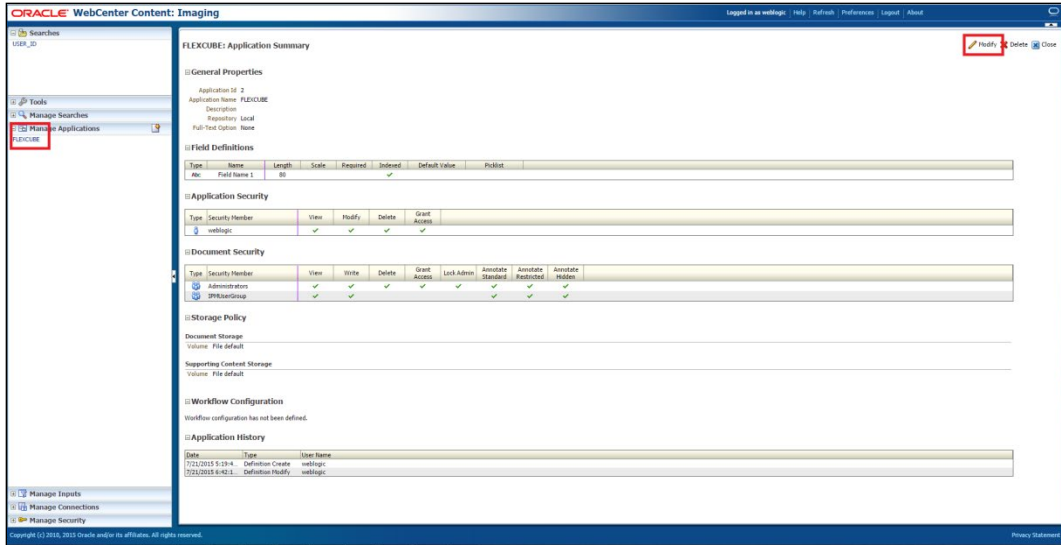 ORACLE WebCenter Content: Imaging
Logged in as weblogic Help Refresh Preferences Logout About
Searches
USER_ID
Tools
Manage Searches
Manage Applications
FLEXCUBE
Manage Inputs
Manage Connections
Manage Security
FLEXCUBE: Application Summary
Modify Delete Close
General Properties
Application Id 2
Application Name FLEXCUBE
Description
Repository Local
Full-Text Option None
Field Definitions
Type Name Length Scale Required Indexed Default Value Picklist
Abc Field Name 1 80
Application Security
Type Security Member View Modify Delete Grant Access
weblogic
Document Security
Type Security Member View Write Delete Grant Access Lock Admin Annotate Standard Annotate Restricted Annotate Hidden
Administrators
IPMUserGroup
Storage Policy
Document Storage
Volume File default
Supporting Content Storage
Volume File default
Workflow Configuration
Workflow configuration has not been defined.
Application History
Date Type User Name
7/21/2015 5:19:4... Definition Create weblogic
7/21/2015 6:42:1... Definition Modify weblogic
Copyright (c) 2010, 2015 Oracle and/or its affiliates. All rights reserved.
Privacy Statement